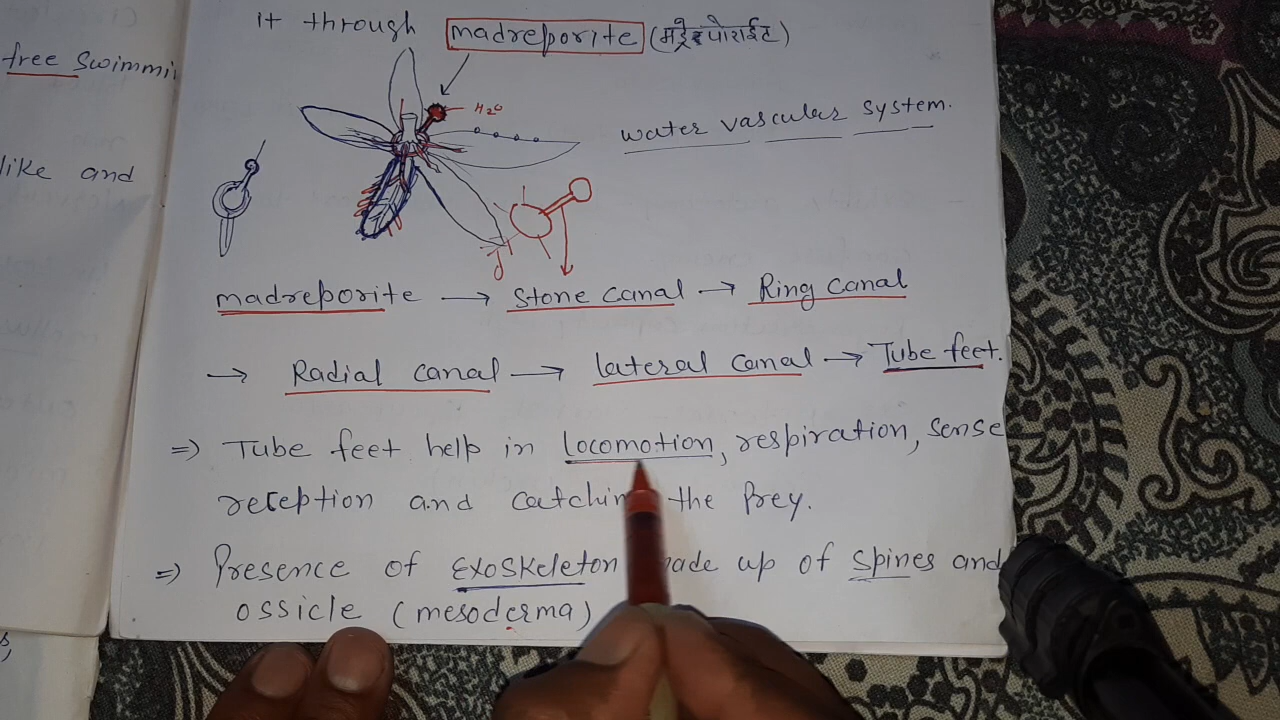 it through madreporite (मड्रेपोराईट)
free swimmi
H₂O
water vascular system.
like and
madreporite → Stone canal → Ring canal
→ Radial canal → lateral canal → Tube feet.
⇒ Tube feet help in locomotion, respiration, sense
reception and catchin the Prey.
⇒ Presence of Exoskeleton made up of spines and
ossicle (mesoderma)